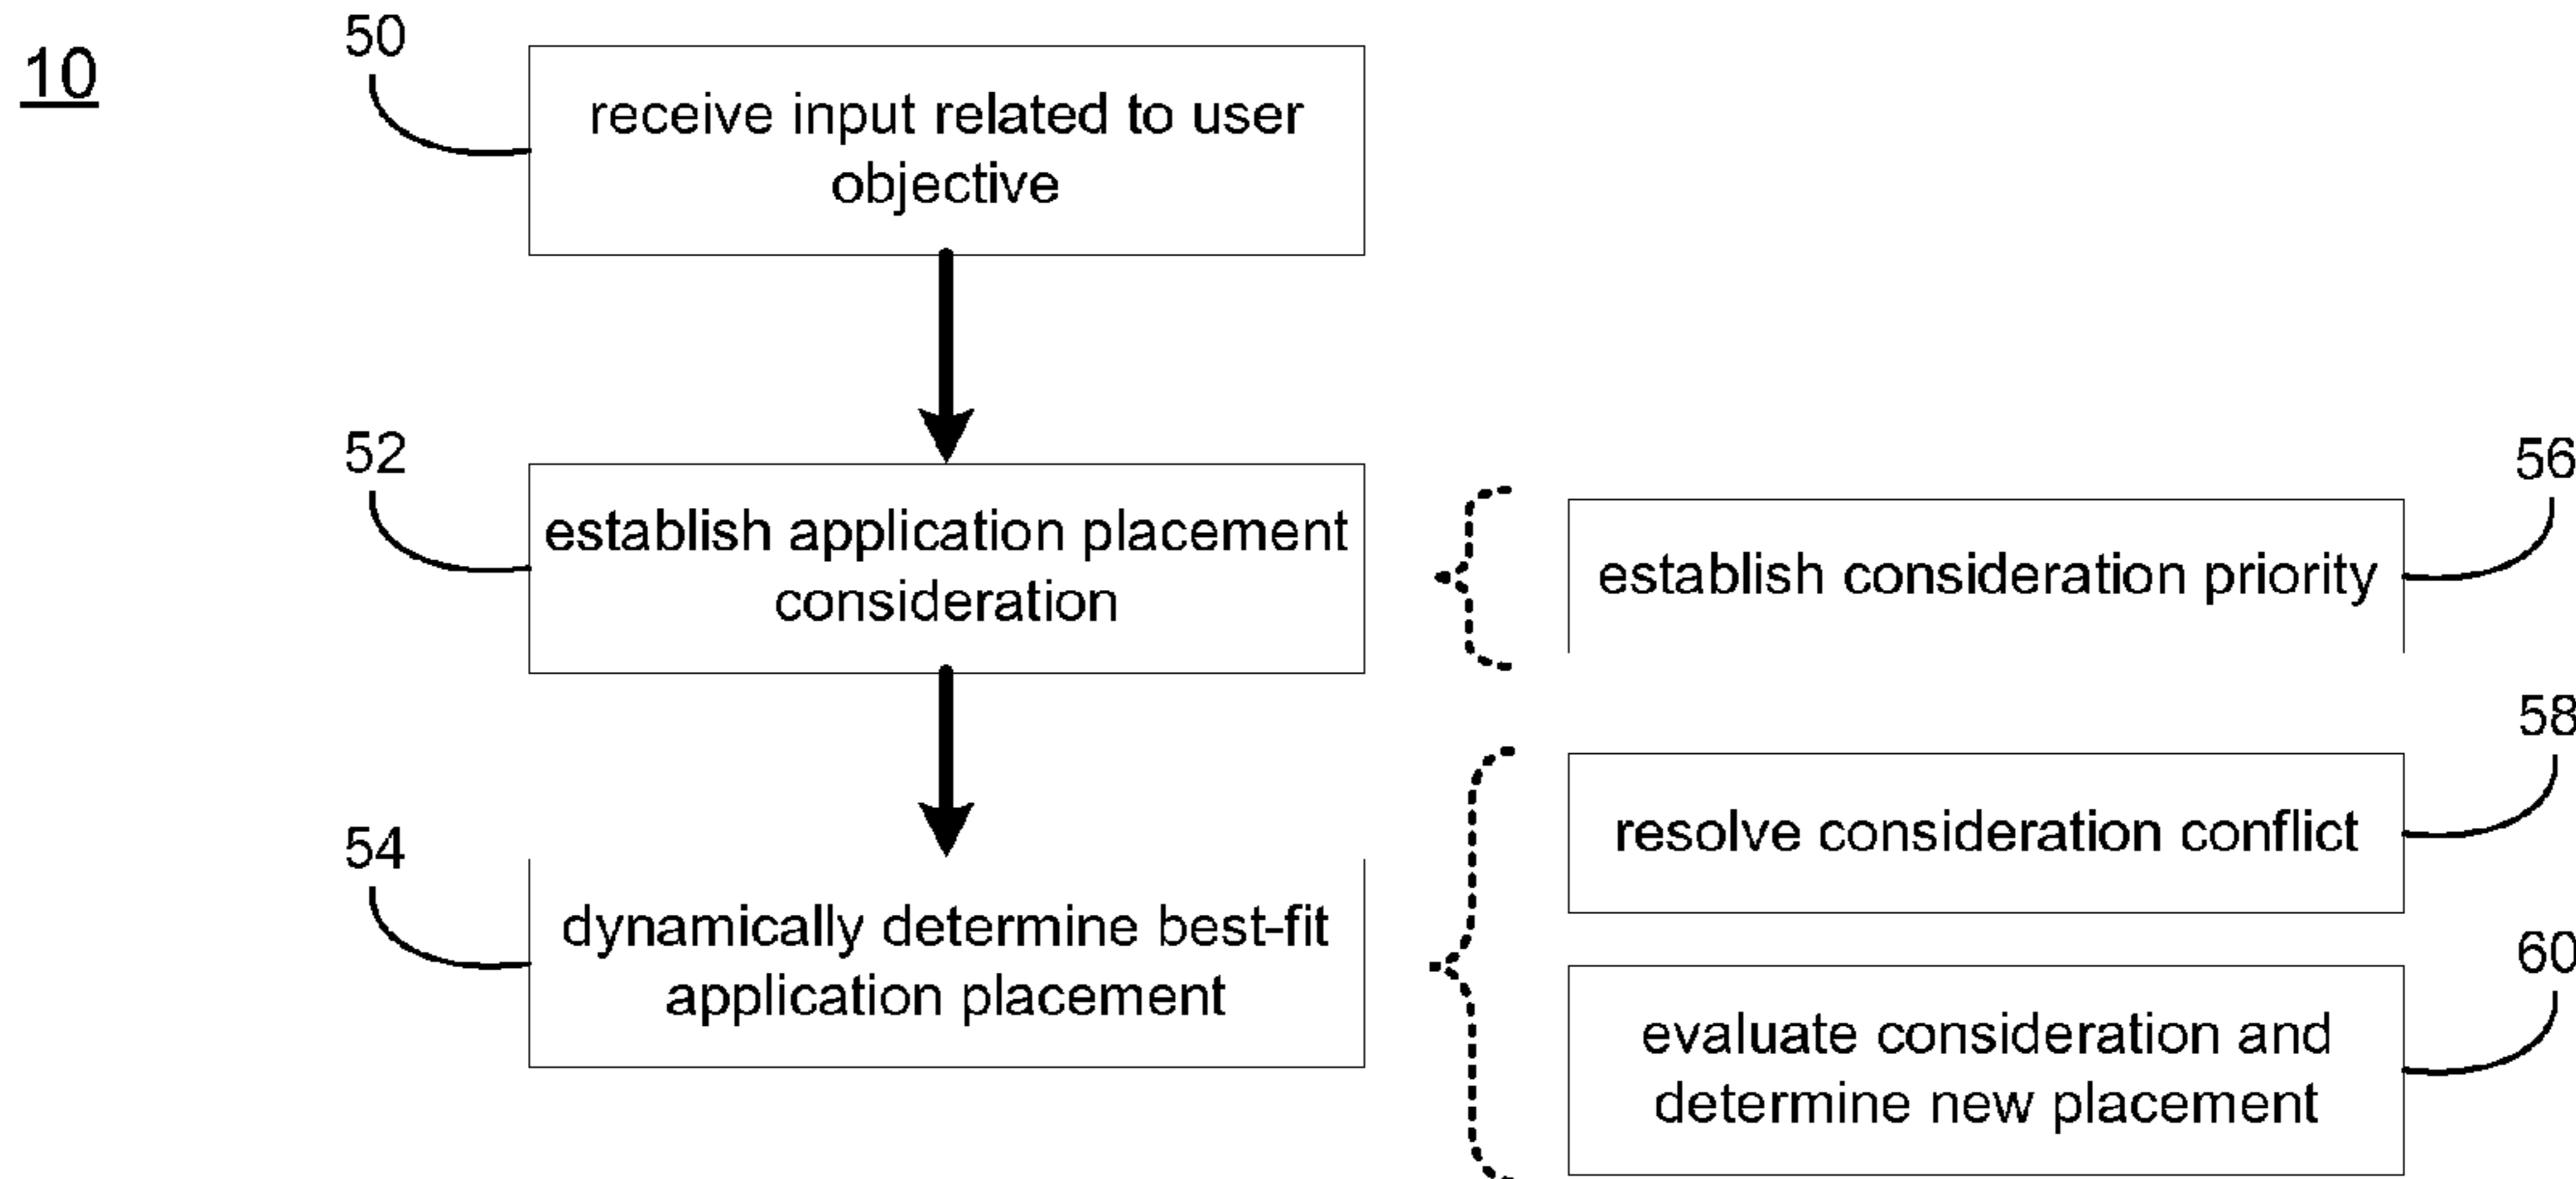 10
50
receive input related to user
objective
52
establish application placement
consideration
56
establish consideration priority
58
resolve consideration conflict
54
dynamically determine best-fit
application placement
60
evaluate consideration and
determine new placement